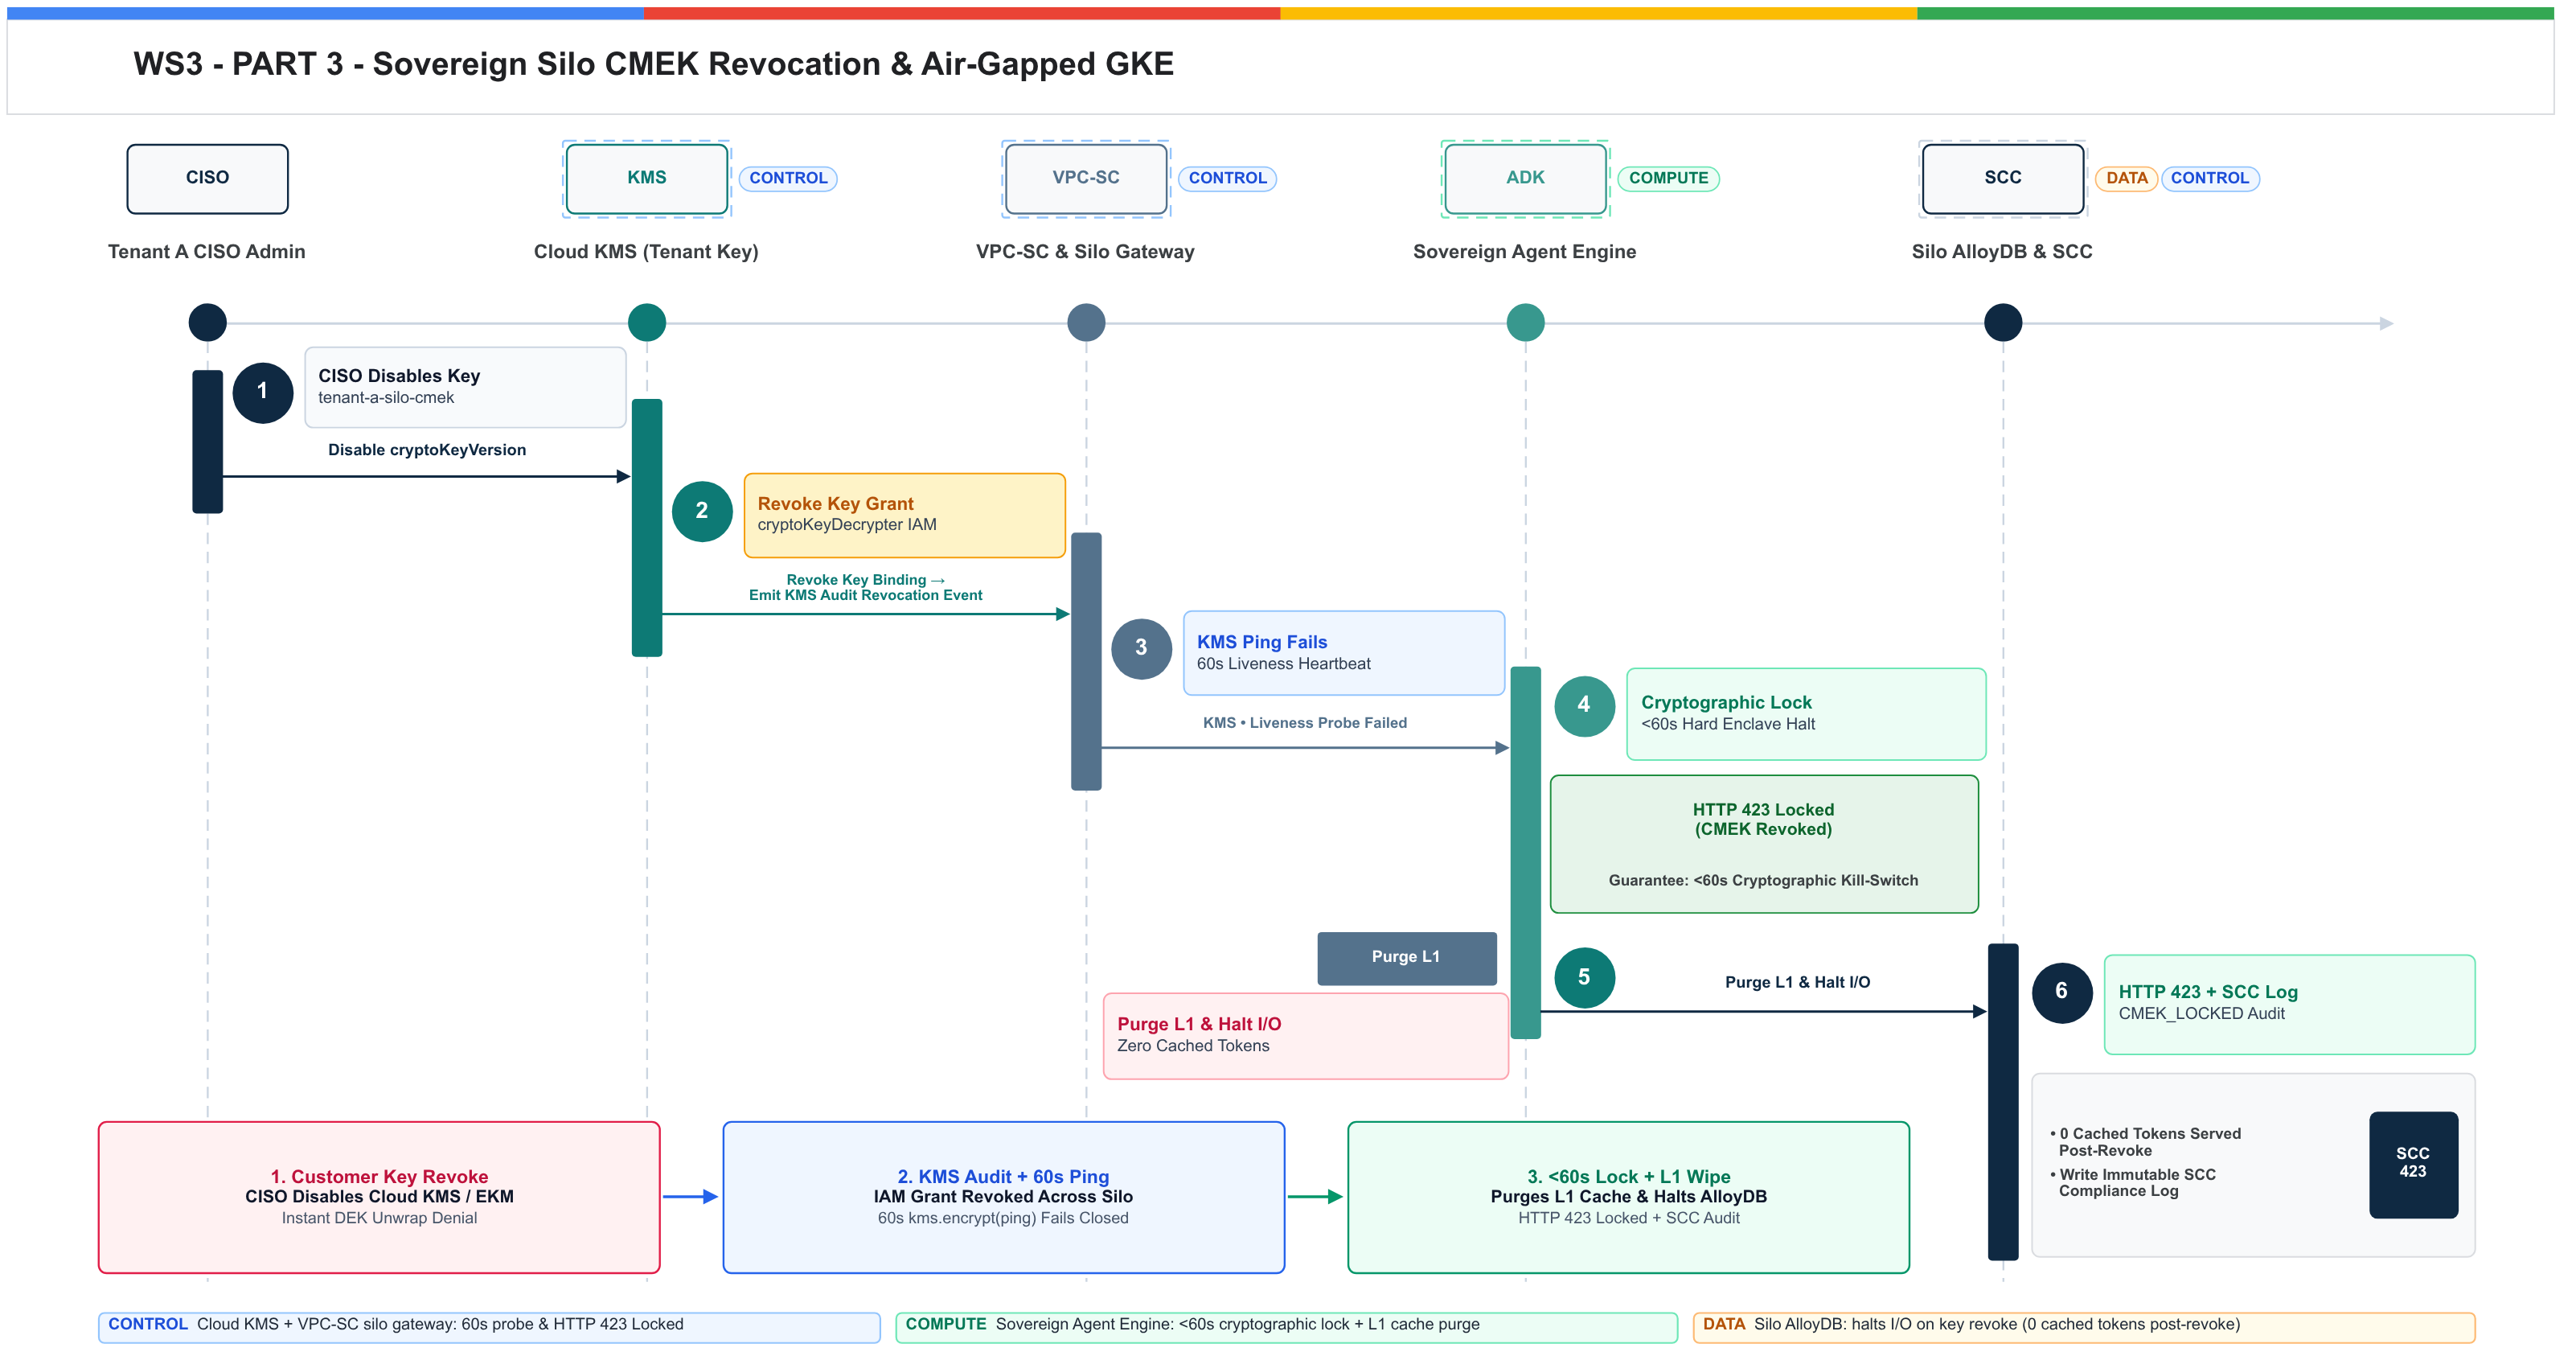 WS3 - PART 3 - Sovereign Silo CMEK Revocation & Air-Gapped GKE
CISO
KMS
CONTROL
VPC-SC
CONTROL
ADK
COMPUTE
SCC
DATA
CONTROL
Tenant A CISO Admin
Cloud KMS (Tenant Key)
VPC-SC & Silo Gateway
Sovereign Agent Engine
Silo AlloyDB & SCC
1
CISO Disables Key
tenant-a-silo-cmek
Disable cryptoKeyVersion
2
Revoke Key Grant
cryptoKeyDecrypter IAM
Revoke Key Binding →
Emit KMS Audit Revocation Event
3
KMS Ping Fails
60s Liveness Heartbeat
KMS • Liveness Probe Failed
4
Cryptographic Lock
<60s Hard Enclave Halt
HTTP 423 Locked
(CMEK Revoked)
Guarantee: <60s Cryptographic Kill-Switch
Purge L1
5
Purge L1 & Halt I/O
Purge L1 & Halt I/O
Zero Cached Tokens
6
HTTP 423 + SCC Log
CMEK_LOCKED Audit
• 0 Cached Tokens Served
Post-Revoke
• Write Immutable SCC
Compliance Log
SCC
423
1. Customer Key Revoke
CISO Disables Cloud KMS / EKM
Instant DEK Unwrap Denial
2. KMS Audit + 60s Ping
IAM Grant Revoked Across Silo
60s kms.encrypt(ping) Fails Closed
3. <60s Lock + L1 Wipe
Purges L1 Cache & Halts AlloyDB
HTTP 423 Locked + SCC Audit
CONTROL Cloud KMS + VPC-SC silo gateway: 60s probe & HTTP 423 Locked
COMPUTE Sovereign Agent Engine: <60s cryptographic lock + L1 cache purge
DATA Silo AlloyDB: halts I/O on key revoke (0 cached tokens post-revoke)